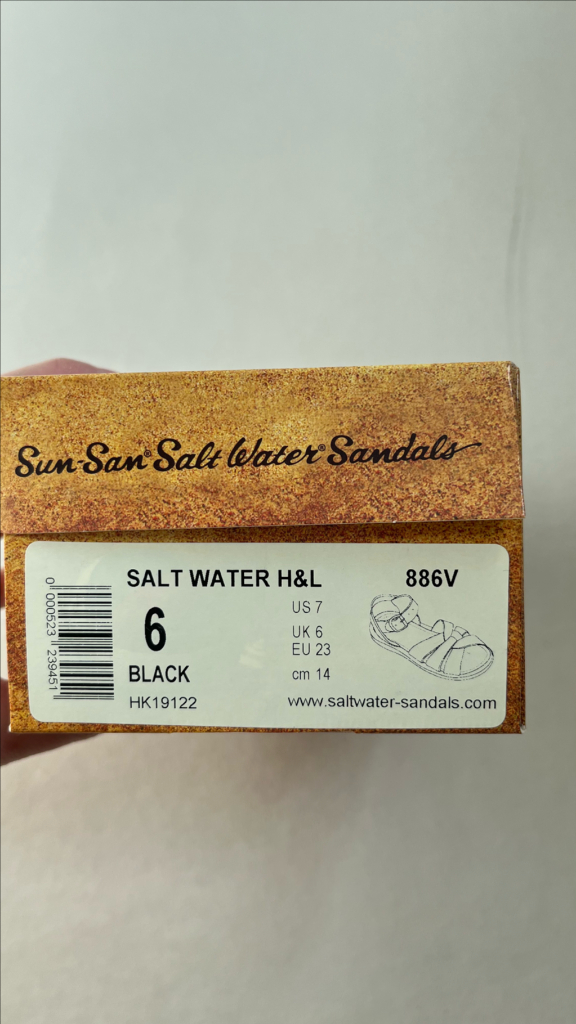 Sun-San® Salt Water® Sandals
SALT WATER H&L 886V
6
US 7
UK 6
EU 23
BLACK
cm 14
HK19122
www.saltwater-sandals.com
0 000523 239451